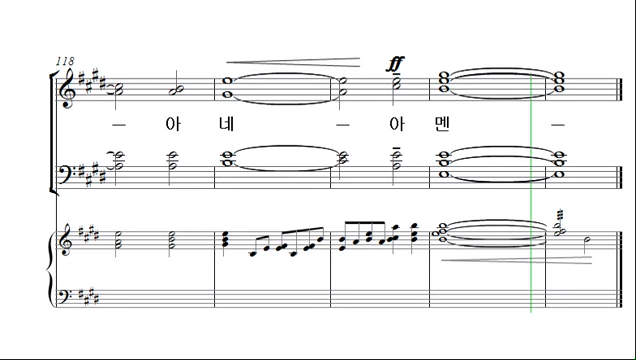 118
ff
– 아 네 – 아 멘 –